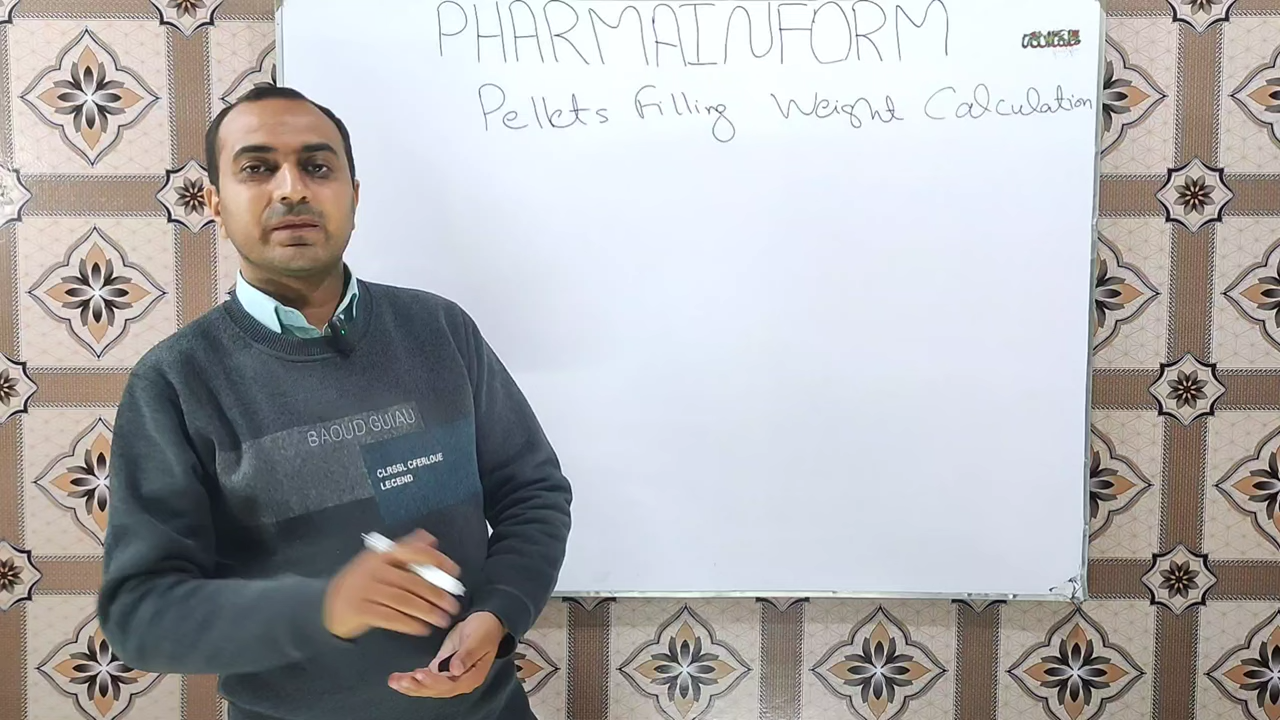 PHARMAINFORM
Pellets Filling Weight Calculation
BAOUD GUIAU
CLRSSL CFERLOUE
LECEND